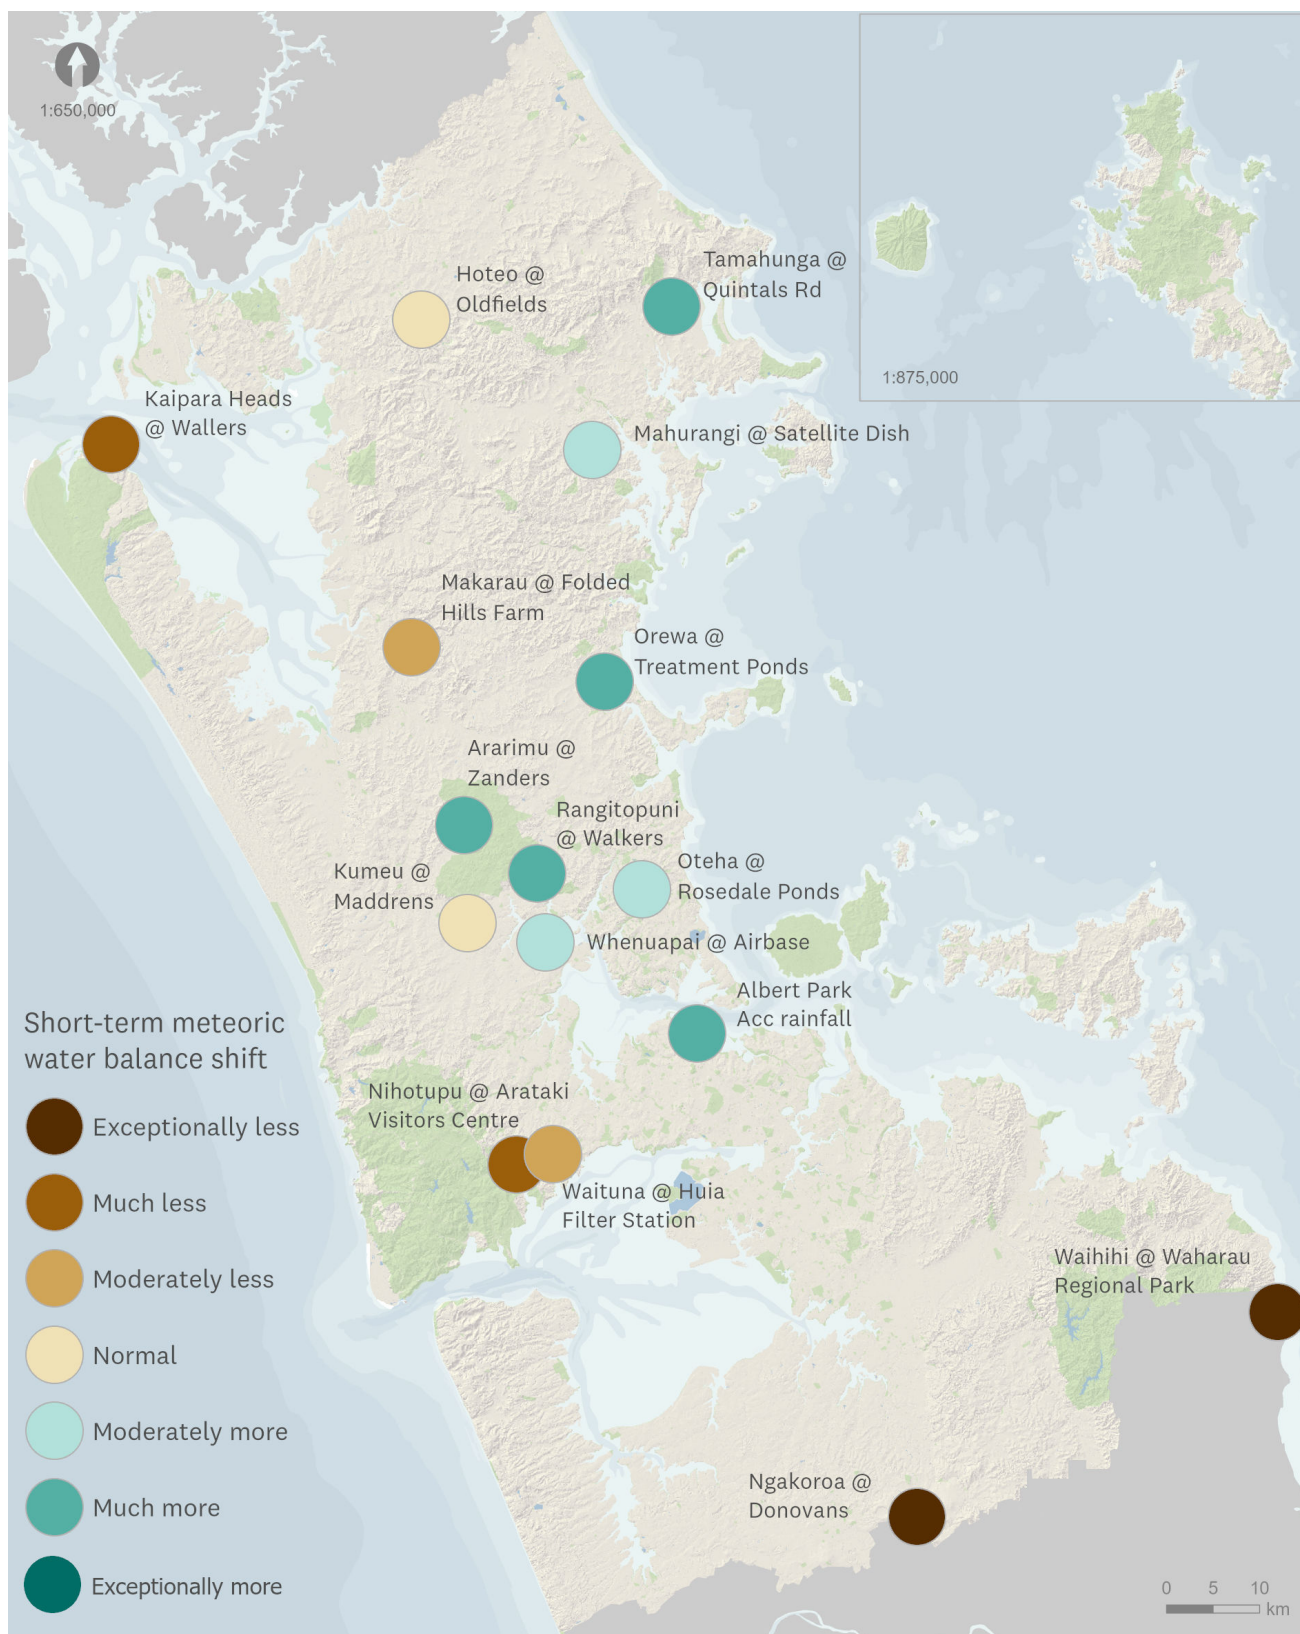 1:650,000
1:875,000
Tamahunga @
Quintals Rd
Hoteo @
Oldfields
Kaipara Heads
@ Wallers
Mahurangi @ Satellite Dish
Makarau @ Folded
Hills Farm
Orewa @
Treatment Ponds
Ararimu @
Zanders
Rangitopuni
@ Walkers
Oteha @
Rosedale Ponds
Kumeu @
Maddrens
Whenuapai @ Airbase
Albert Park
Acc rainfall
Nihotupu @ Arataki
Visitors Centre
Waituna @ Huia
Filter Station
Waihihi @ Waharau
Regional Park
Ngakoroa @
Donovans
Short-term meteoric
water balance shift
Exceptionally less
Much less
Moderately less
Normal
Moderately more
Much more
Exceptionally more
0 5 10
km